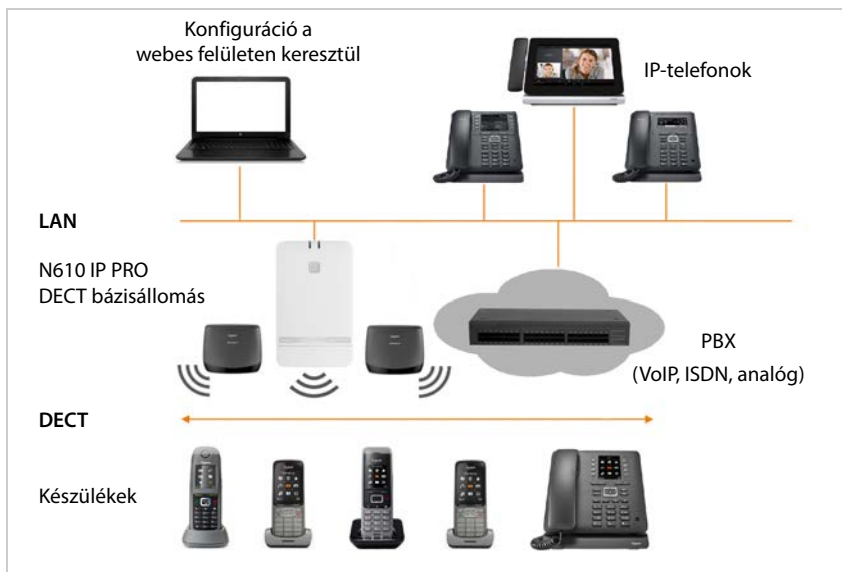 Konfiguráció a
webes felületen keresztül
IP-telefonok
LAN
N610 IP PRO
DECT bázisállomás
PBX
(VoIP, ISDN, analóg)
DECT
Készülékek